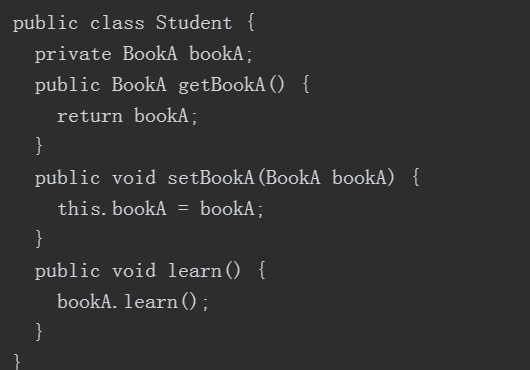 public class Student {
  private BookA bookA;
  public BookA getBookA() {
    return bookA;
  }
  public void setBookA(BookA bookA) {
    this.bookA = bookA;
  }
  public void learn() {
    bookA.learn();
  }
}